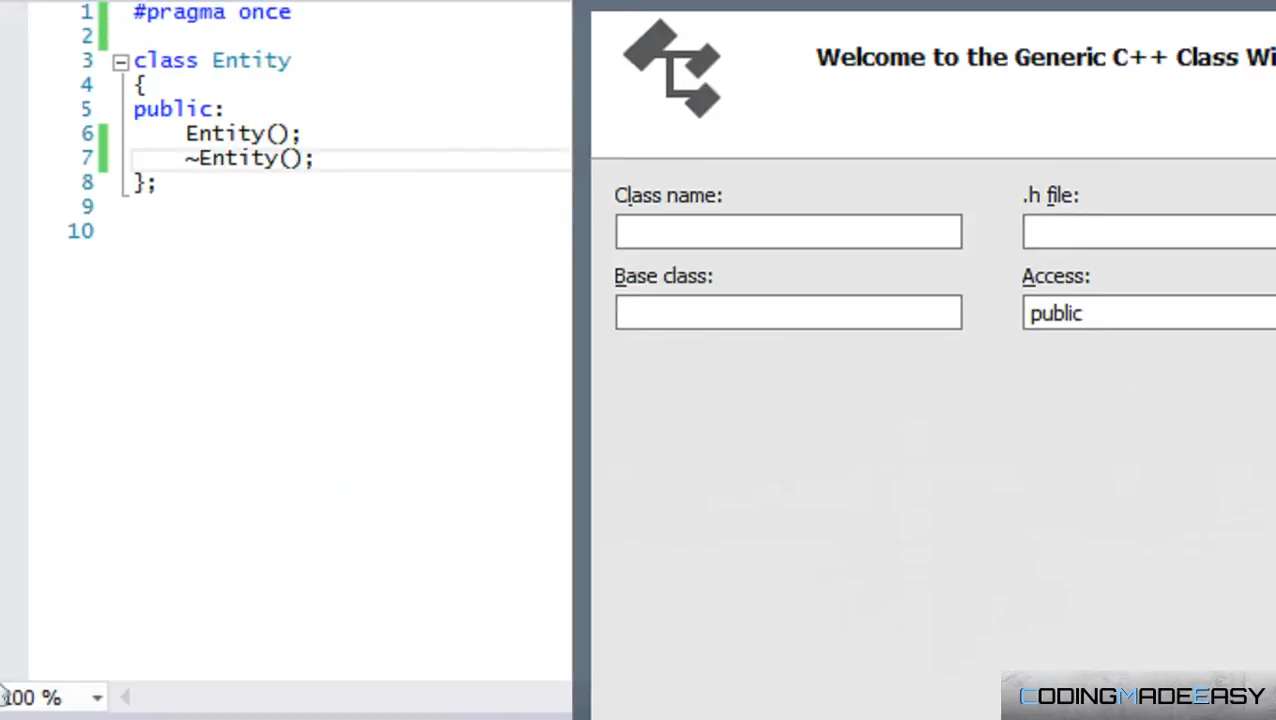 1 #pragma once
2
3 class Entity
4 {
5 public:
6 Entity();
7 ~Entity();
8 };
9
10
100 %
Welcome to the Generic C++ Class Wi
Class name:
.h file:
Base class:
Access:
public
CODINGMADEEASY